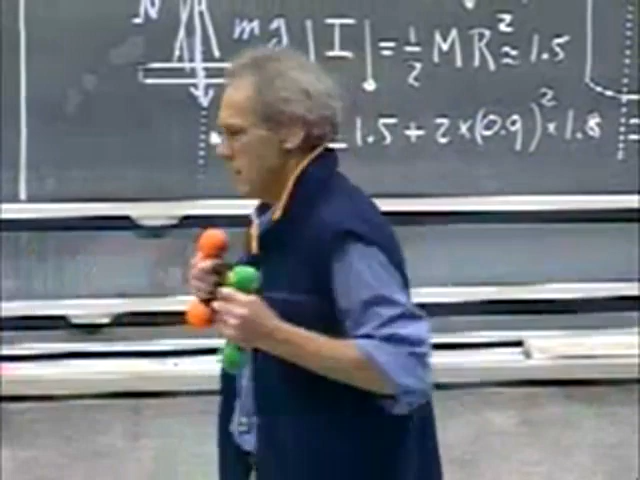 N
mg I = 1/2 MR² ≈ 1.5
1.5 + 2 × (0.9)² × 1.8